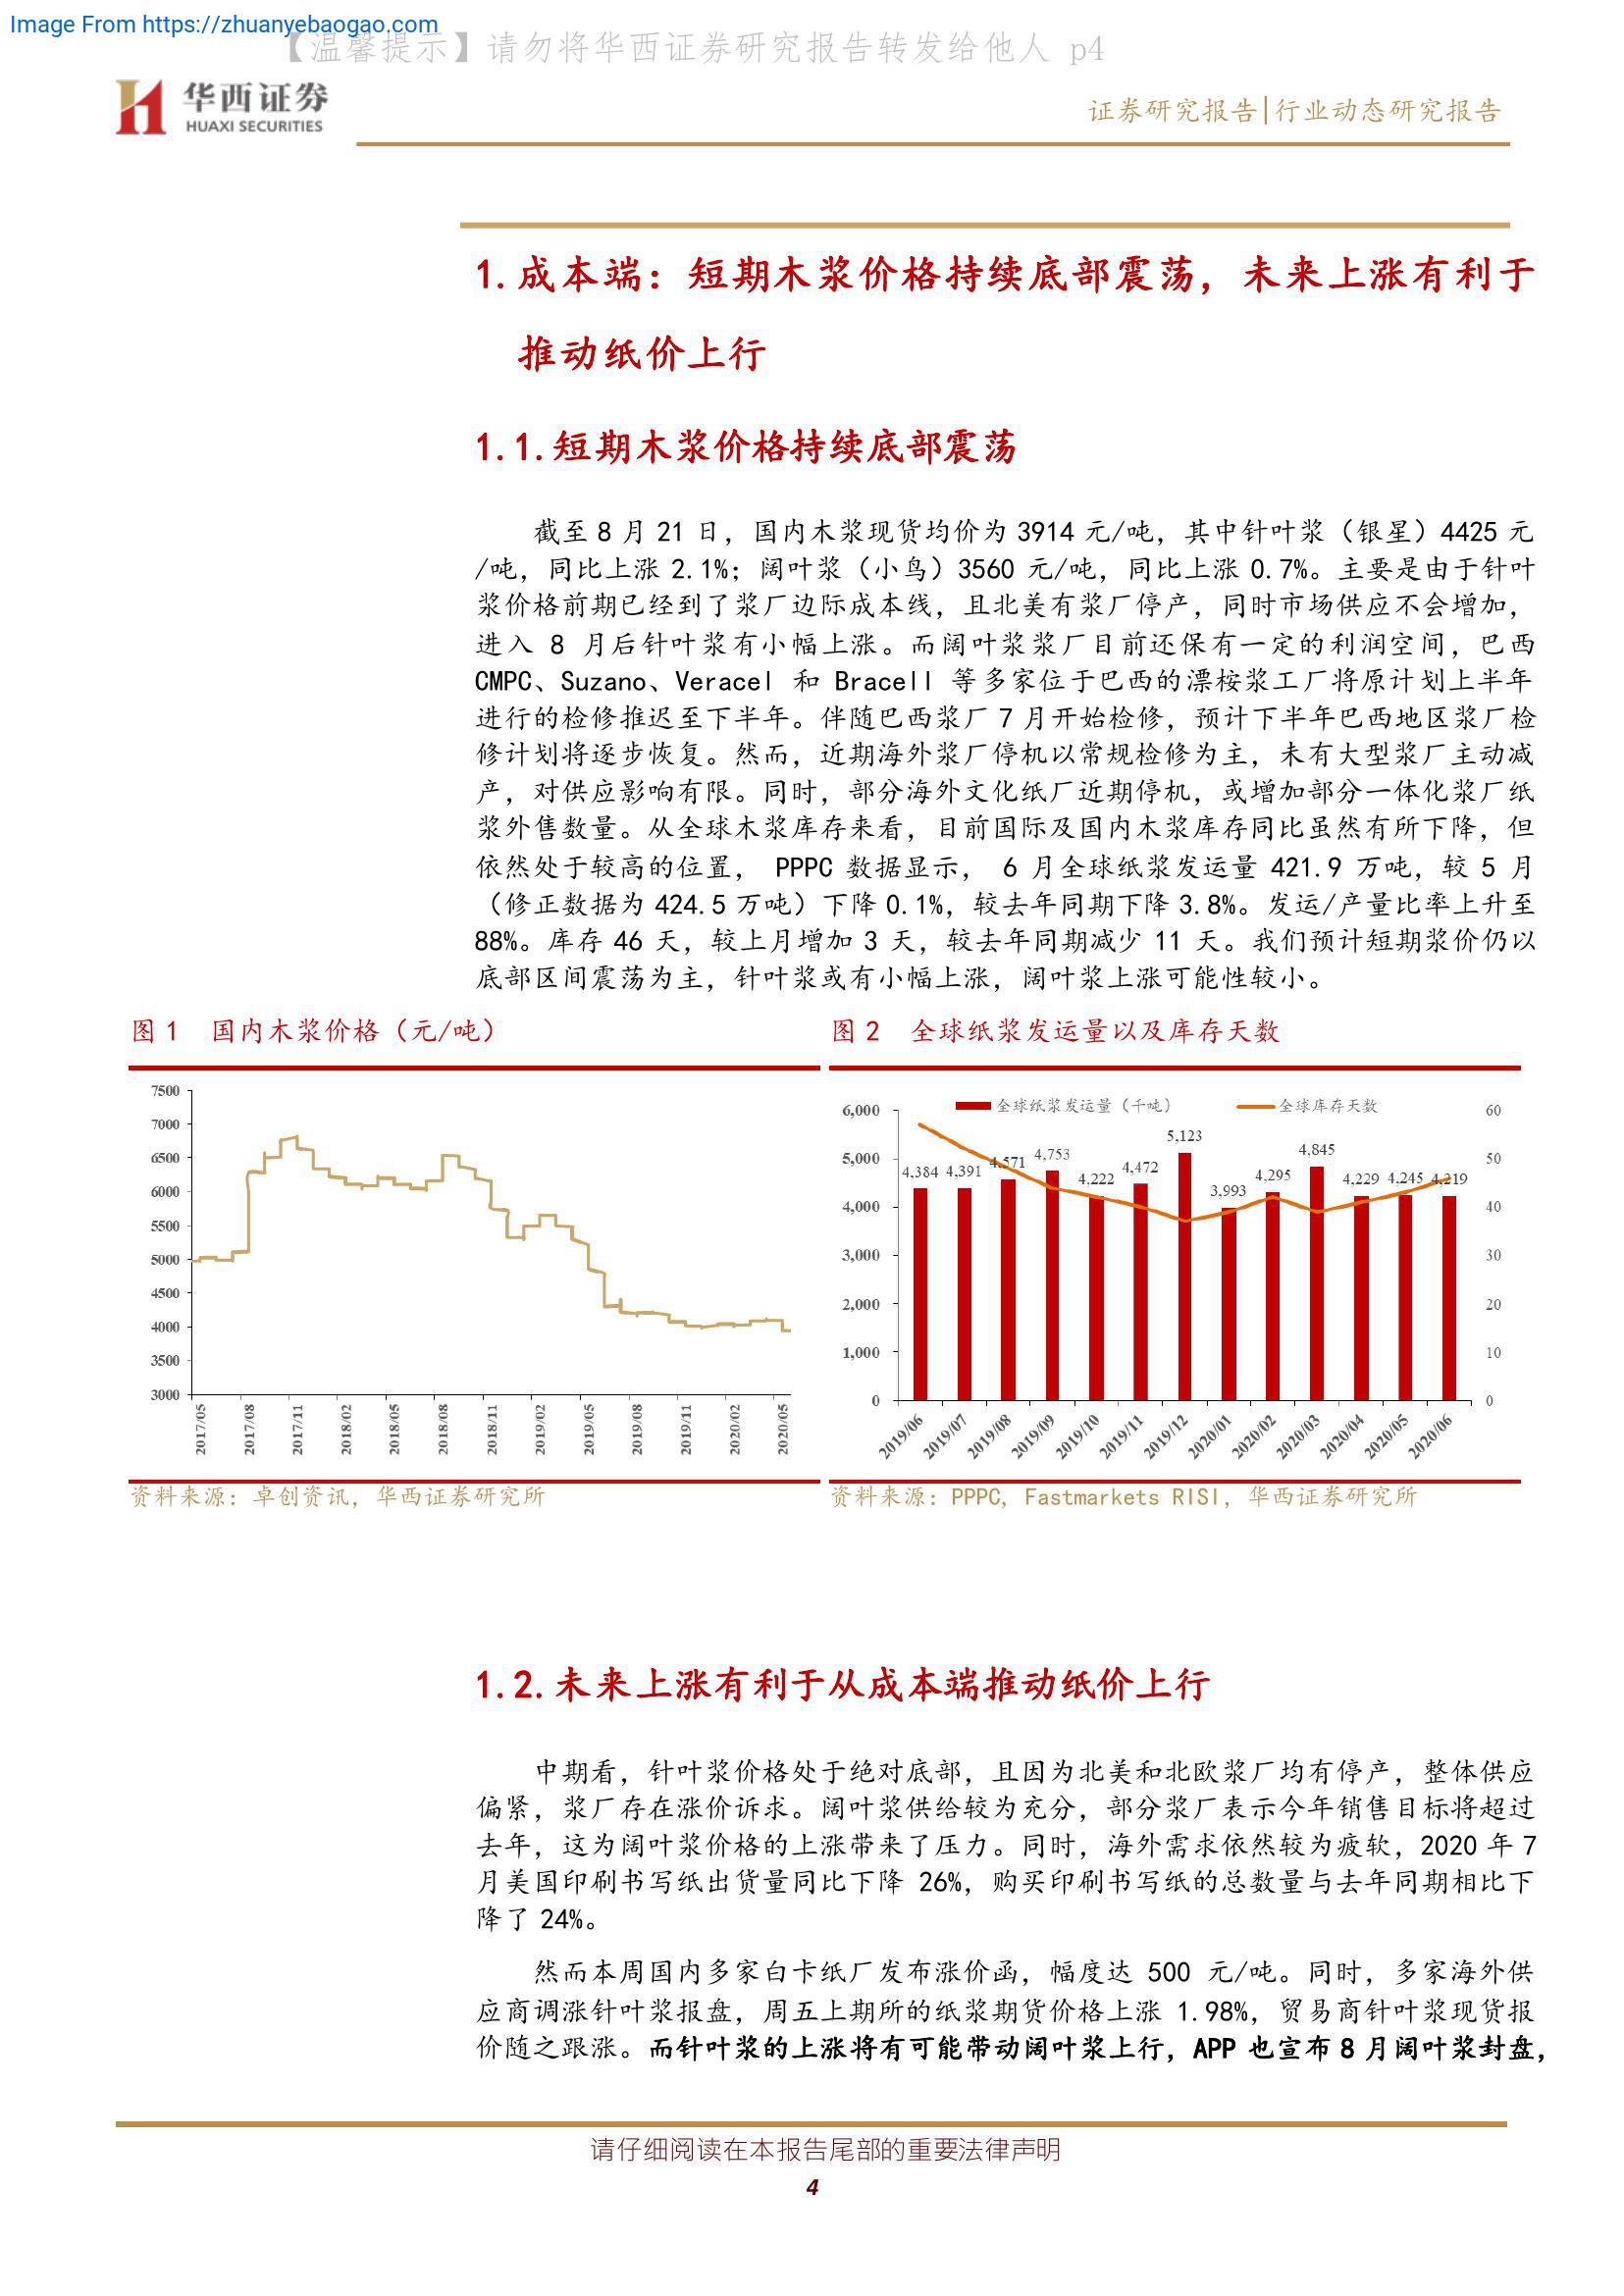 Image From https://zhuanyebaogao.com
【温馨提示】请勿将华西证券研究报告转发给他人 p4
华西证券
HUAXI SECURITIES
证券研究报告|行业动态研究报告
1.成本端：短期木浆价格持续底部震荡，未来上涨有利于
推动纸价上行
1.1.短期木浆价格持续底部震荡
截至 8 月 21 日，国内木浆现货均价为 3914 元/吨，其中针叶浆（银星）4425 元
/吨，同比上涨 2.1%；阔叶浆（小鸟）3560 元/吨，同比上涨 0.7%。主要是由于针叶
浆价格前期已经到了浆厂边际成本线，且北美有浆厂停产，同时市场供应不会增加，
进入 8 月后针叶浆有小幅上涨。而阔叶浆浆厂目前还保有一定的利润空间，巴西
CMPC、Suzano、Veracel 和 Bracell 等多家位于巴西的漂桉浆工厂将原计划上半年
进行的检修推迟至下半年。伴随巴西浆厂 7 月开始检修，预计下半年巴西地区浆厂检
修计划将逐步恢复。然而，近期海外浆厂停机以常规检修为主，未有大型浆厂主动减
产，对供应影响有限。同时，部分海外文化纸厂近期停机，或增加部分一体化浆厂纸
浆外售数量。从全球木浆库存来看，目前国际及国内木浆库存同比虽然有所下降，但
依然处于较高的位置， PPPC 数据显示， 6 月全球纸浆发运量 421.9 万吨，较 5 月
（修正数据为 424.5 万吨）下降 0.1%，较去年同期下降 3.8%。发运/产量比率上升至
88%。库存 46 天，较上月增加 3 天，较去年同期减少 11 天。我们预计短期浆价仍以
底部区间震荡为主，针叶浆或有小幅上涨，阔叶浆上涨可能性较小。
图 1 国内木浆价格（元/吨）
7500
7000
6500
6000
5500
5000
4500
4000
3500
3000
2017/05 2017/08 2017/11 2018/02 2018/05 2018/08 2018/11 2019/02 2019/05 2019/08 2019/11 2020/02 2020/05
资料来源：卓创资讯，华西证券研究所
图 2 全球纸浆发运量以及库存天数
全球纸浆发运量（千吨） 全球库存天数
6,000
5,000
4,000
3,000
2,000
1,000
0
4,384 4,391 4,571 4,753 4,222 4,472 5,123 3,993 4,295 4,845 4,229 4,245 4,219
60
50
40
30
20
10
0
2019/06 2019/07 2019/08 2019/09 2019/10 2019/11 2019/12 2020/01 2020/02 2020/03 2020/04 2020/05 2020/06
资料来源：PPPC，Fastmarkets RISI，华西证券研究所
1.2.未来上涨有利于从成本端推动纸价上行
中期看，针叶浆价格处于绝对底部，且因为北美和北欧浆厂均有停产，整体供应
偏紧，浆厂存在涨价诉求。阔叶浆供给较为充分，部分浆厂表示今年销售目标将超过
去年，这为阔叶浆价格的上涨带来了压力。同时，海外需求依然较为疲软，2020 年 7
月美国印刷书写纸出货量同比下降 26%，购买印刷书写纸的总数量与去年同期相比下
降了 24%。
然而本周国内多家白卡纸厂发布涨价函，幅度达 500 元/吨。同时，多家海外供
应商调涨针叶浆报盘，周五上期所的纸浆期货价格上涨 1.98%，贸易商针叶浆现货报
价随之跟涨。而针叶浆的上涨将有可能带动阔叶浆上行，APP 也宣布 8 月阔叶浆封盘，
请仔细阅读在本报告尾部的重要法律声明
4